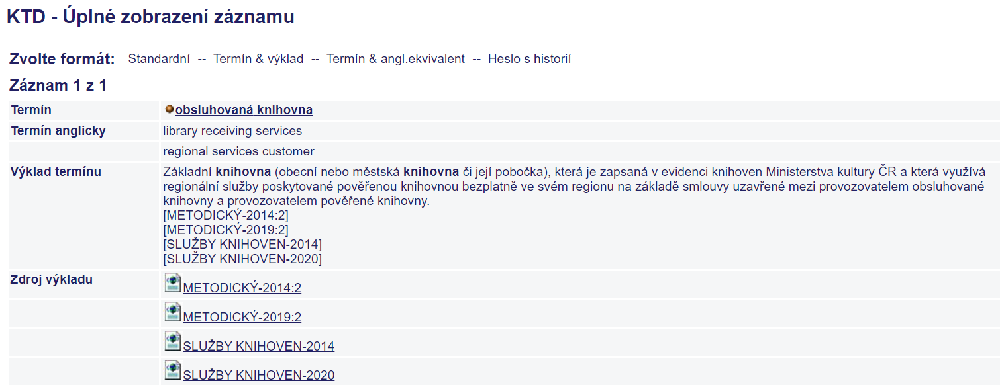 KTD - Úplné zobrazení záznamu
Zvolte formát: Standardní -- Termín & výklad -- Termín & angl.ekvivalent -- Heslo s historií
Záznam 1 z 1
Termín obsluhovaná knihovna
Termín anglicky library receiving services
regional services customer
Výklad termínu Základní knihovna (obecní nebo městská knihovna či její pobočka), která je zapsaná v evidenci knihoven Ministerstva kultury ČR a která využívá
regionální služby poskytované pověřenou knihovnou bezplatně ve svém regionu na základě smlouvy uzavřené mezi provozovatelem obsluhované
knihovny a provozovatelem pověřené knihovny.
[METODICKÝ-2014:2]
[METODICKÝ-2019:2]
[SLUŽBY KNIHOVEN-2014]
[SLUŽBY KNIHOVEN-2020]
Zdroj výkladu METODICKÝ-2014:2
METODICKÝ-2019:2
SLUŽBY KNIHOVEN-2014
SLUŽBY KNIHOVEN-2020